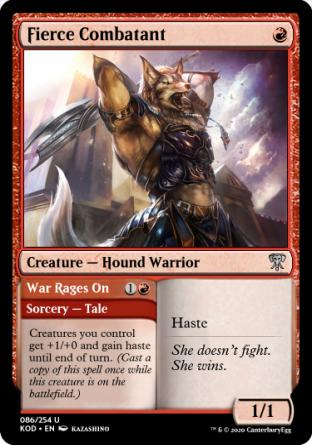 Fierce Combatant
Creature — Hound Warrior
War Rages On 1
Sorcery — Tale
Creatures you control
get +1/+0 and gain haste
until end of turn. (Cast a
copy of this spell once while
this creature is on the
battlefield.)
Haste
She doesn't fight.
She wins.
1/1
086/254 U
KOD • EN KAZASHINO
™ & © 2020 CanterburyEgg